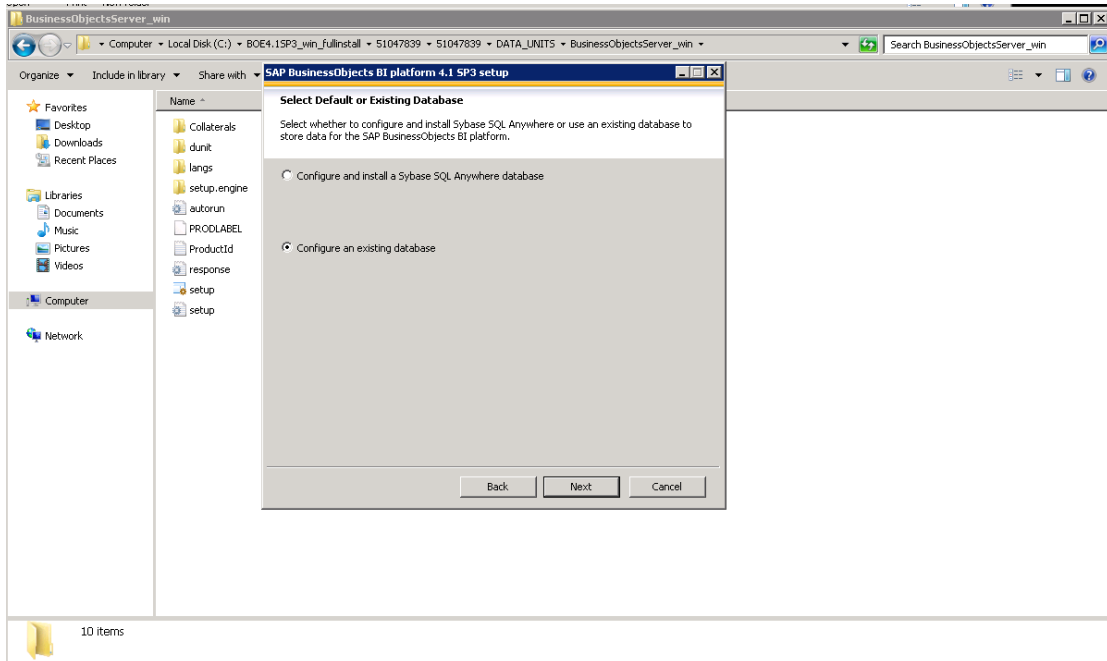 BusinessObjectsServer_win
Computer Local Disk (C:) BOE4.1SP3_win_fullinstall 51047839 51047839 DATA_UNITS BusinessObjectsServer_win
Search BusinessObjectsServer_win
Organize Include in library Share with
SAP BusinessObjects BI platform 4.1 SP3 setup
Favorites
Desktop
Downloads
Recent Places
Libraries
Documents
Music
Pictures
Videos
Computer
Network
Name
Collaterals
dunit
langs
setup.engine
autorun
PRODLABEL
ProductId
response
setup
setup
Select Default or Existing Database
Select whether to configure and install Sybase SQL Anywhere or use an existing database to
store data for the SAP BusinessObjects BI platform.
Configure and install a Sybase SQL Anywhere database
Configure an existing database
Back Next Cancel
10 items